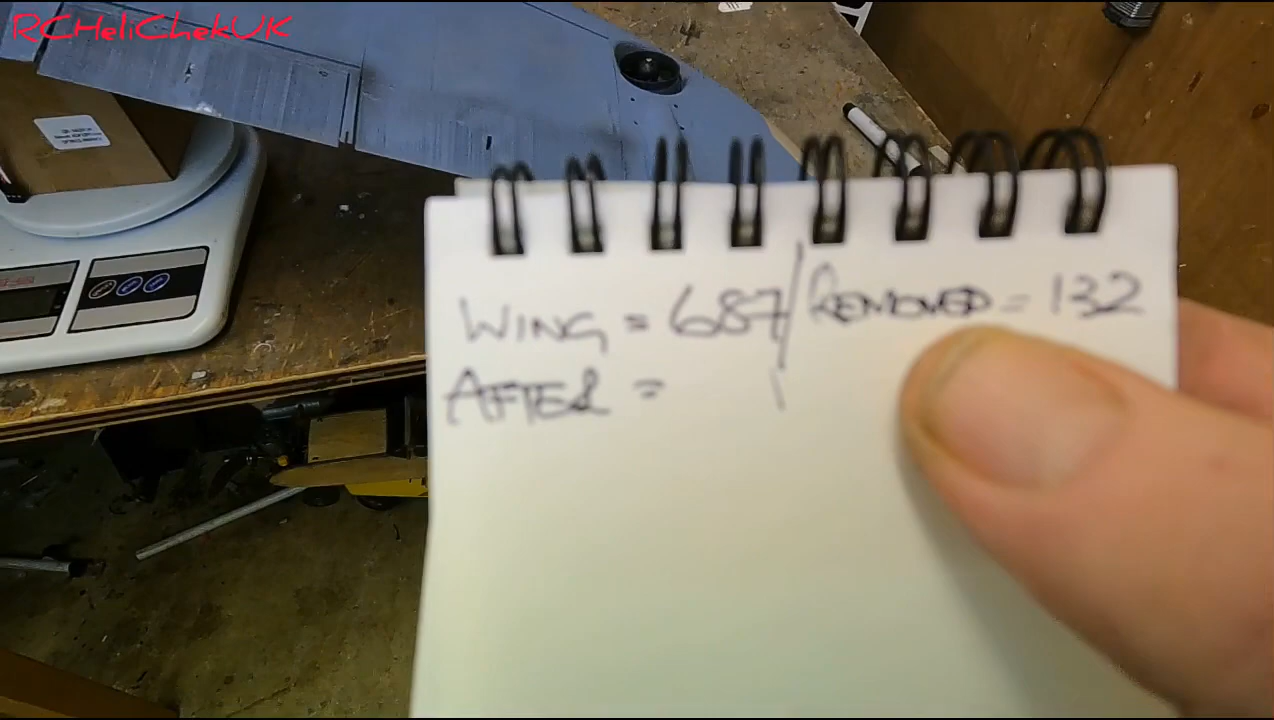 RCHeliChekUK
WING = 687/REMOVED = 132
AFTER =